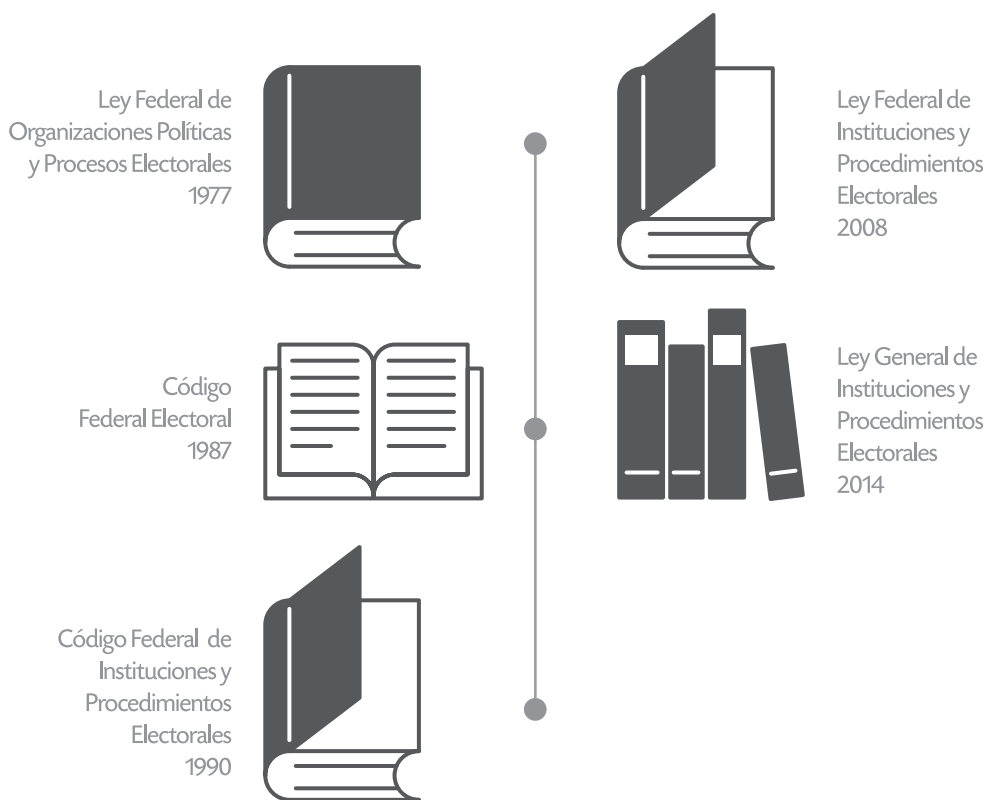 Ley Federal de
Organizaciones Políticas
y Procesos Electorales
1977
Código
Federal Electoral
1987
Código Federal de
Instituciones y
Procedimientos
Electorales
1990
Ley Federal de
Instituciones y
Procedimientos
Electorales
2008
Ley General de
Instituciones y
Procedimientos
Electorales
2014